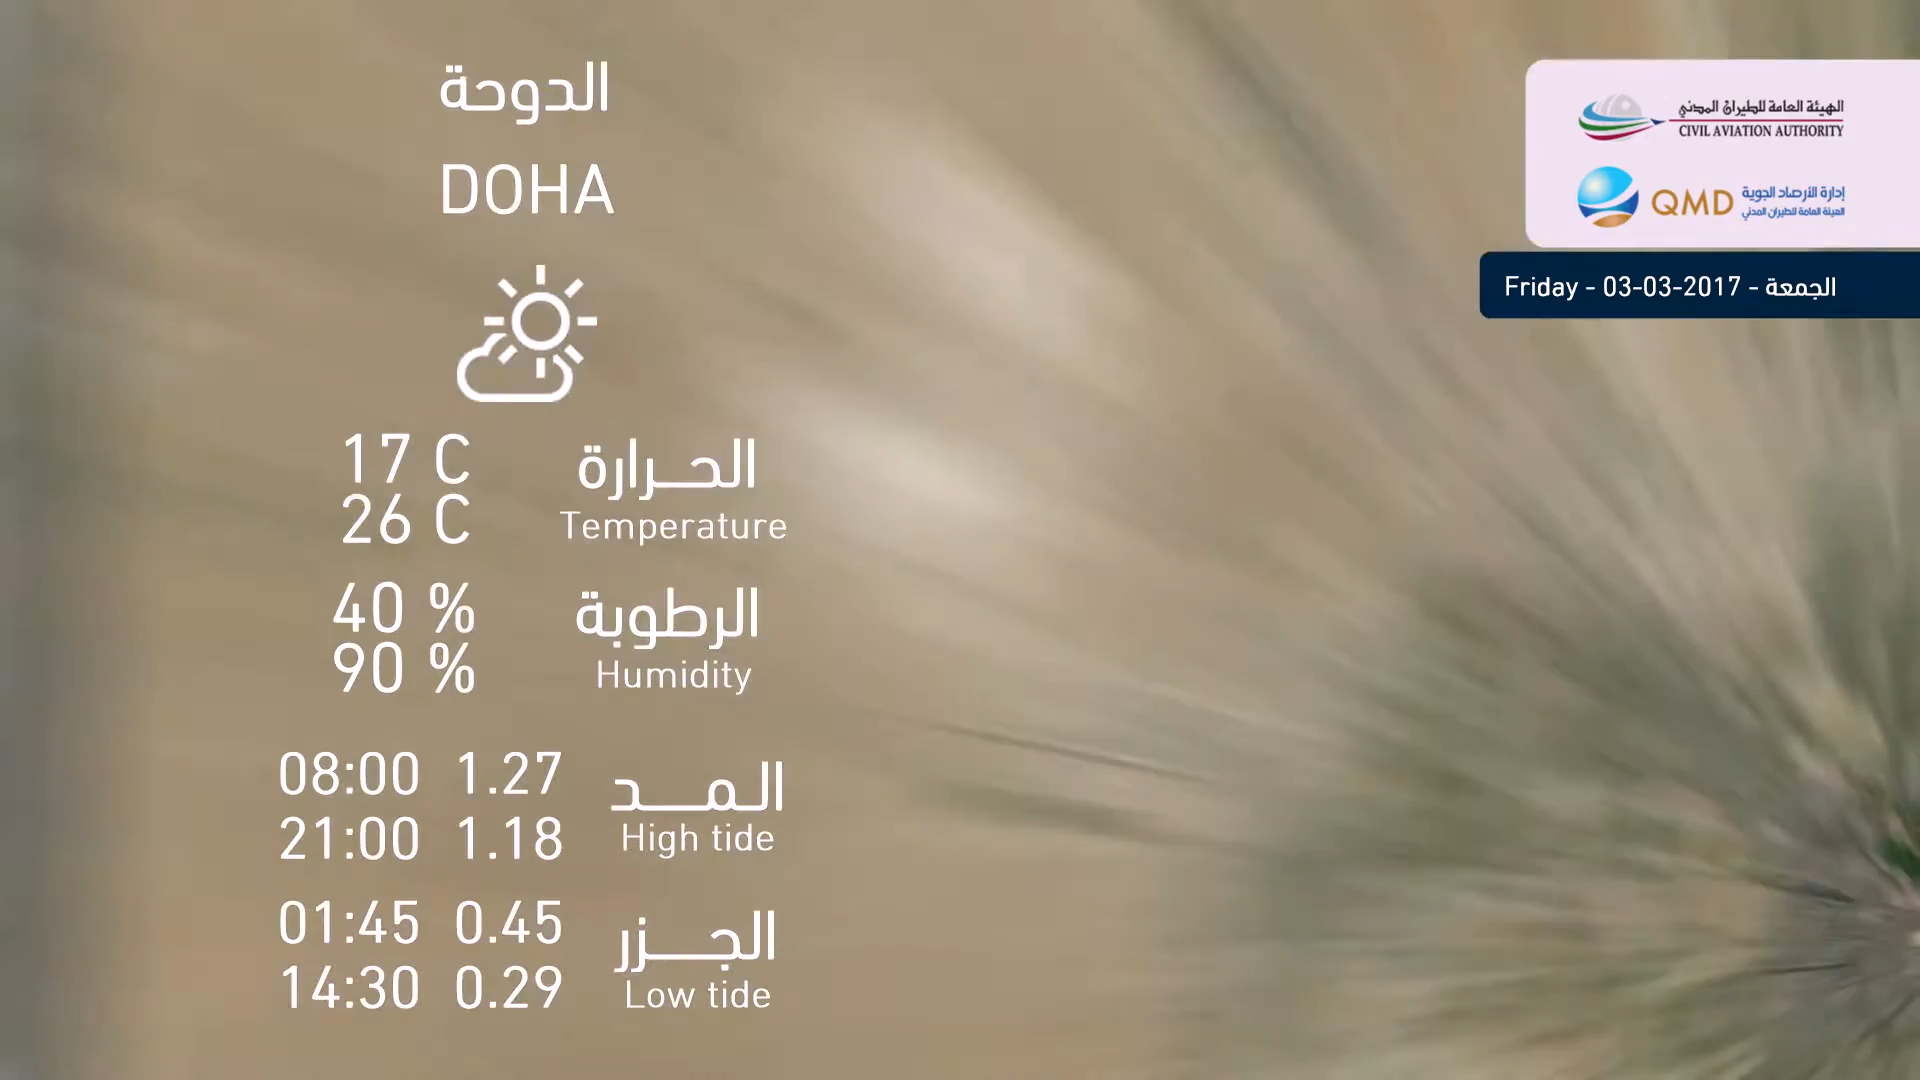 الدوحة
DOHA
17 C
26 C
الحـــرارة
Temperature
40 %
90 %
الرطوبة
Humidity
08:00 1.27
21:00 1.18
المـــــد
High tide
01:45 0.45
14:30 0.29
الجـــــزر
Low tide
الهيئة العامة للطيران المدني
CIVIL AVIATION AUTHORITY
QMD
إدارة الأرصاد الجوية
الهيئة العامة للطيران المدني
Friday - 03-03-2017 - الجمعة